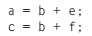 a = b + e;
c = b + f;